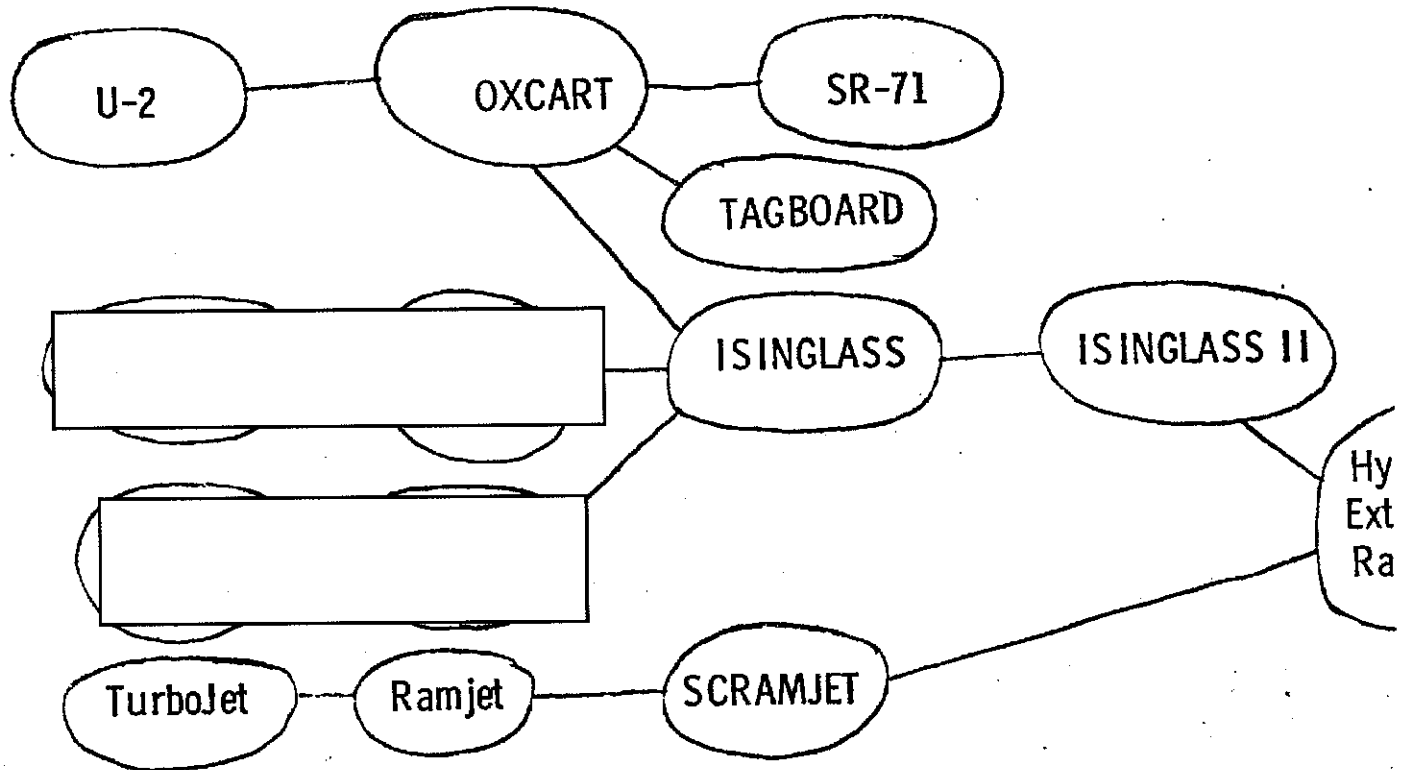 U-2
OXCART
SR-71
TAGBOARD
ISINGLASS
ISINGLASS II
Hy
Ext
Ra
TurboJet
Ramjet
SCRAMJET